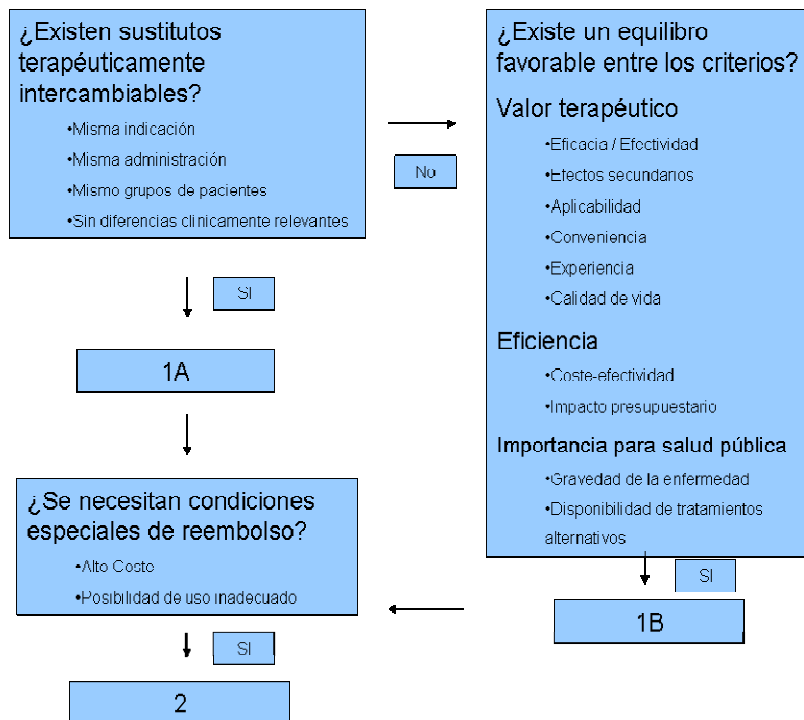 ¿Existen sustitutos
terapéuticamente
intercambiables?
•Misma indicación
•Misma administración
•Mismo grupos de pacientes
•Sin diferencias clinicamente relevantes
No
SI
1A
¿Se necesitan condiciones
especiales de reembolso?
•Alto Coste
•Posibilidad de uso inadecuado
SI
2
¿Existe un equilibro
favorable entre los criterios?
Valor terapéutico
•Eficacia / Efectividad
•Efectos secundarios
•Aplicabilidad
•Conveniencia
•Experiencia
•Calidad de vida
Eficiencia
•Coste-efectividad
•Impacto presupuestario
Importancia para salud pública
•Gravedad de la enfermedad
•Disponibilidad de tratamientos
alternativos
SI
1B